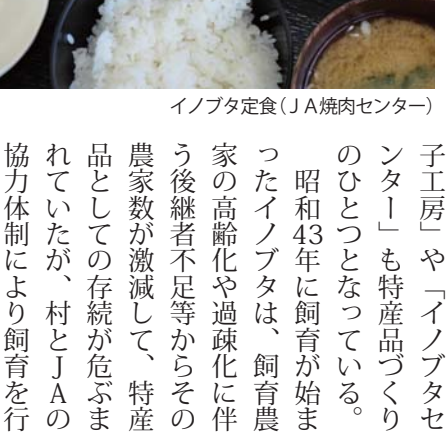 イノブタ定食（ＪＡ焼肉センター）
子工房」や「イノブタセ
ンター」も特産品づくり
のひとつとなっている。
昭和43年に飼育が始ま
ったイノブタは、飼育農
家の高齢化や過疎化に伴
う後継者不足等からその
農家数が激減して、特産
品としての存続が危ぶま
れていたが、村とＪＡの
協力体制により飼育を行